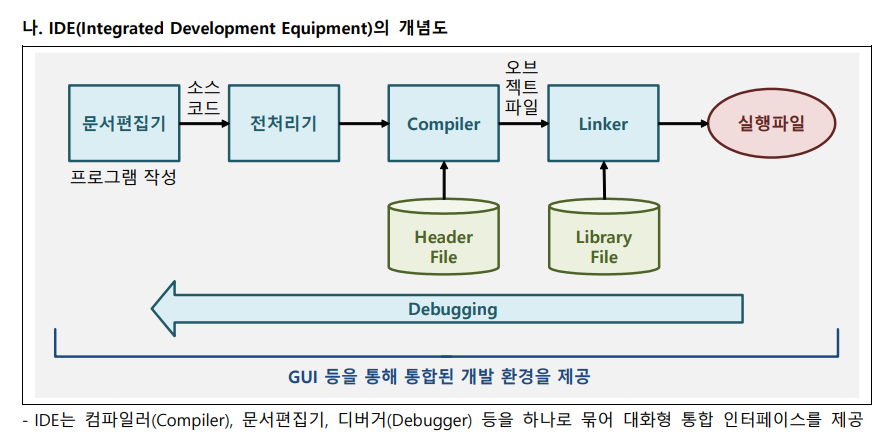 나. IDE(Integrated Development Equipment)의 개념도
문서편집기
소스
코드
전처리기
Compiler
오브
젝트
파일
Linker
실행파일
프로그램 작성
Header
File
Library
File
Debugging
GUI 등을 통해 통합된 개발 환경을 제공
- IDE는 컴파일러(Compiler), 문서편집기, 디버거(Debugger) 등을 하나로 묶어 대화형 통합 인터페이스를 제공